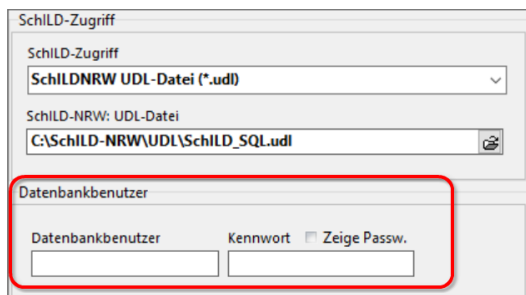 SchILD-Zugriff
SchILD-Zugriff
SchILDNRW UDL-Datei (*.udl)
SchILD-NRW: UDL-Datei
C:\SchILD-NRW\UDL\SchILD_SQL.udl
Datenbankbenutzer
Datenbankbenutzer Kennwort Zeige Passw.